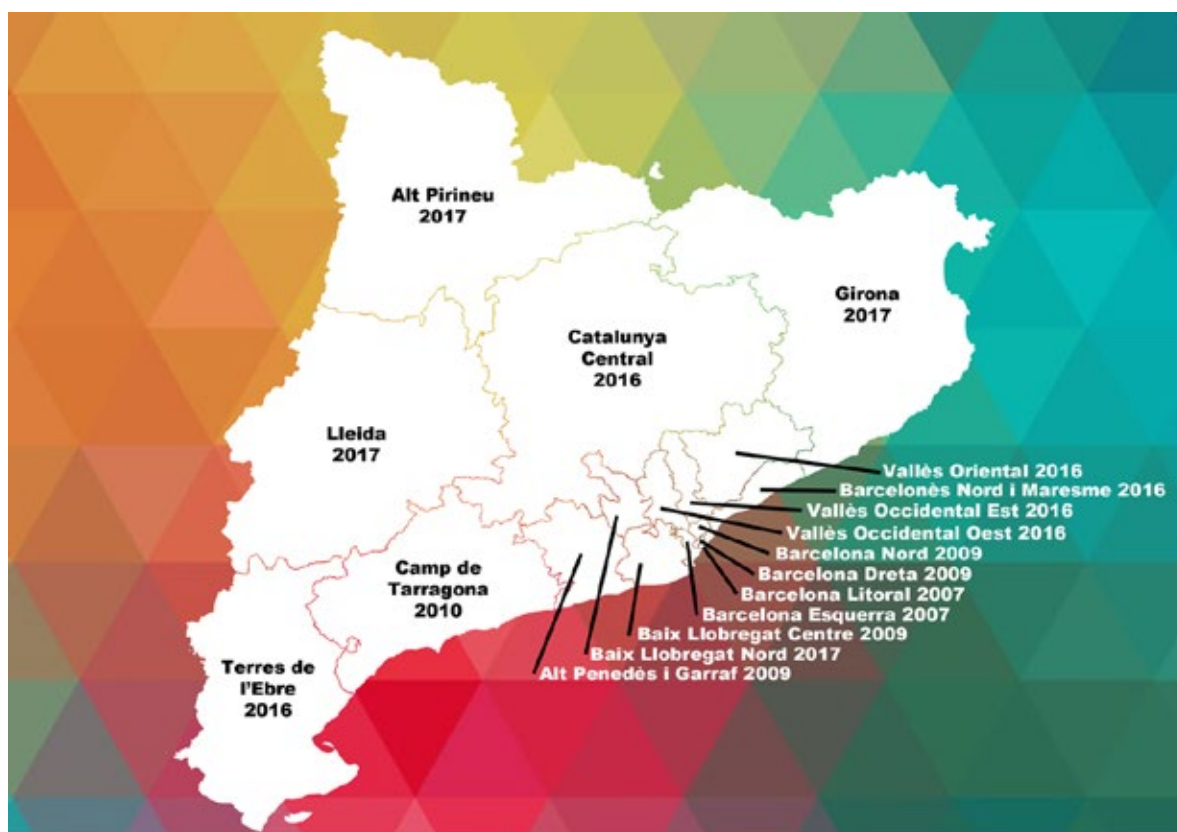 Alt Pirineu
2017
Girona
2017
Catalunya
Central
2016
Lleida
2017
Vallès Oriental 2016
Barcelonès Nord i Maresme 2016
Vallès Occidental Est 2016
Vallès Occidental Oest 2016
Barcelona Nord 2009
Barcelona Dreta 2009
Barcelona Litoral 2007
Barcelona Esquerra 2007
Baix Llobregat Centre 2009
Baix Llobregat Nord 2017
Alt Penedès i Garraf 2009
Camp de
Tarragona
2010
Terres de
l'Ebre
2016